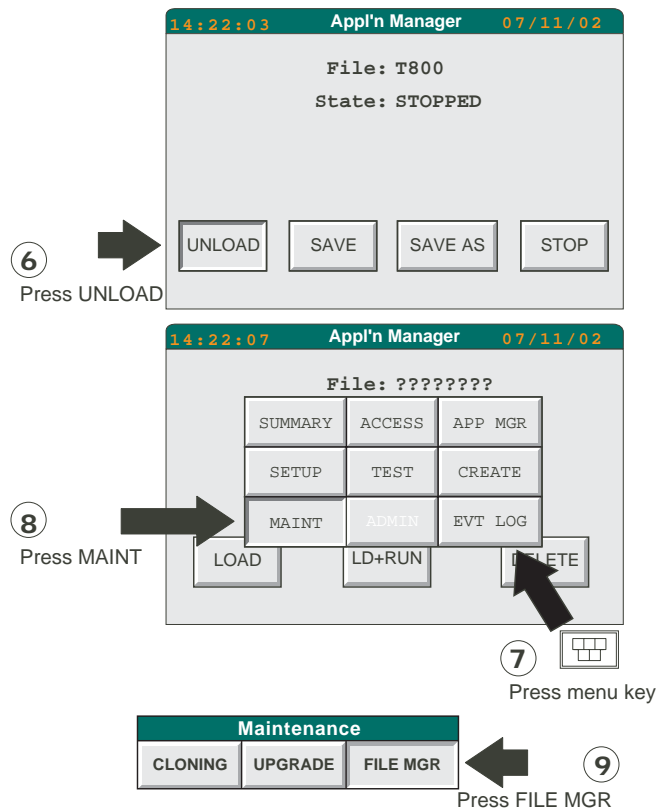 14:22:03 Appl'n Manager 07/11/02
File: T800
State: STOPPED
UNLOAD SAVE SAVE AS STOP
6
Press UNLOAD
14:22:07 Appl'n Manager 07/11/02
File: ????????
SUMMARY ACCESS APP MGR
SETUP TEST CREATE
MAINT ADMIN EVT LOG
8
Press MAINT
LOAD LD+RUN DELETE
7
Press menu key
Maintenance
CLONING UPGRADE FILE MGR
9
Press FILE MGR